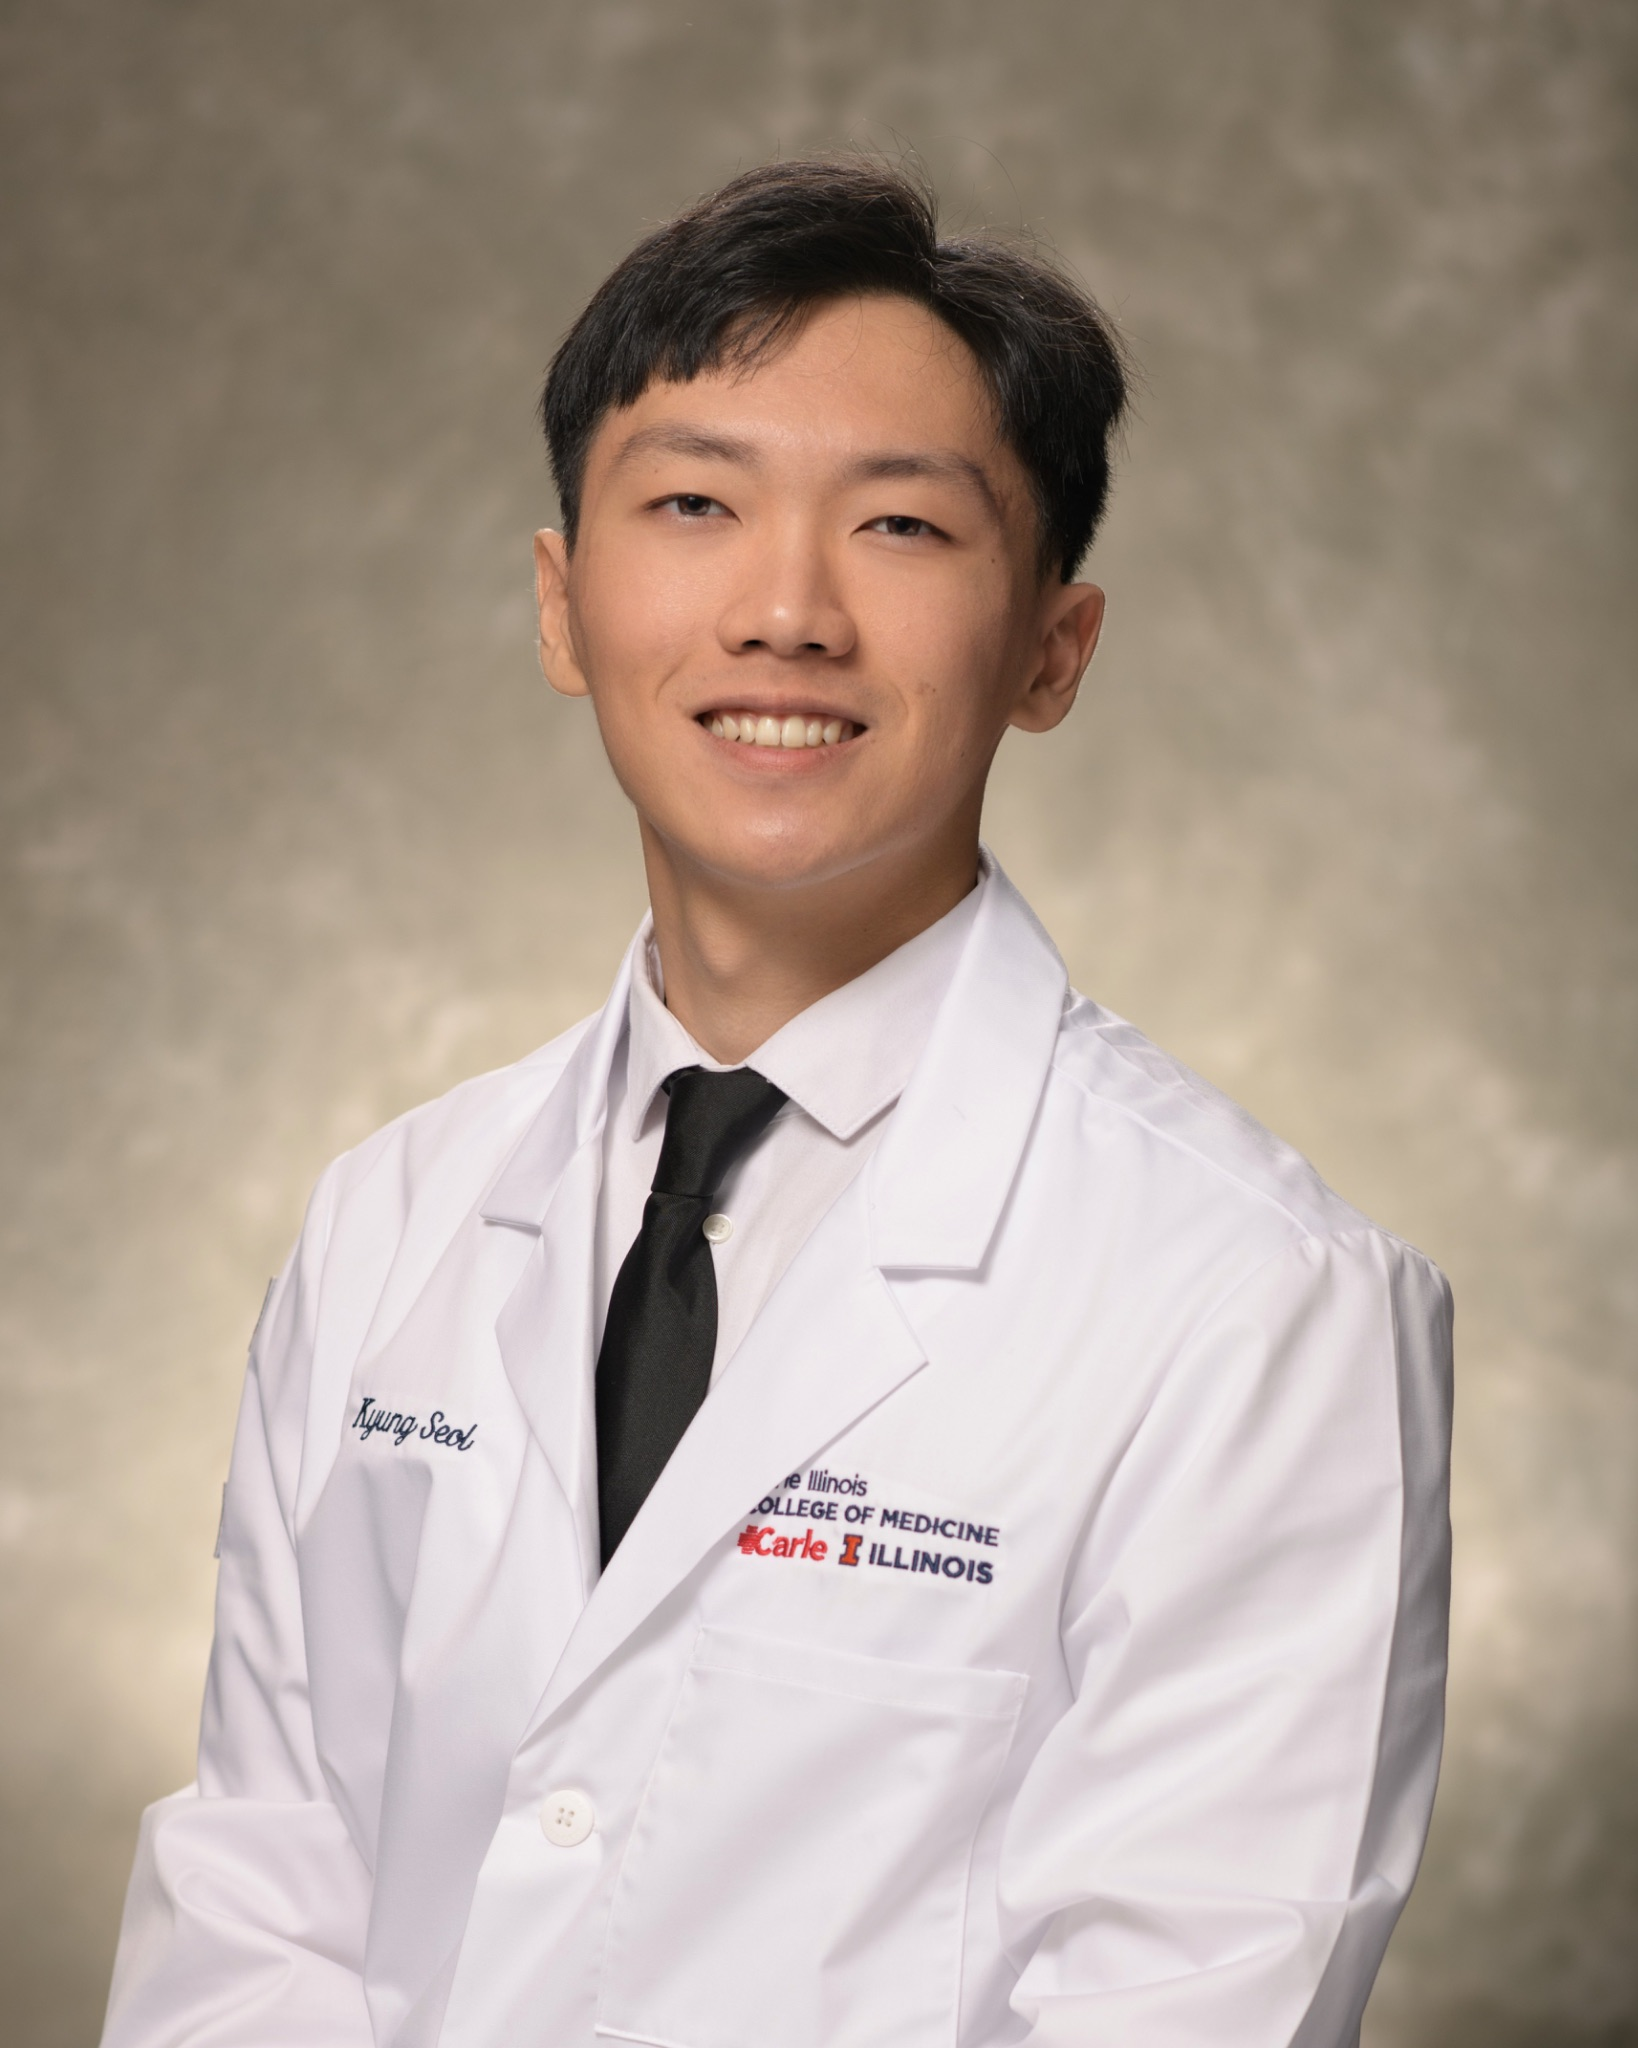 Kyung Seol
Illinois
COLLEGE OF MEDICINE
Carle I ILLINOIS